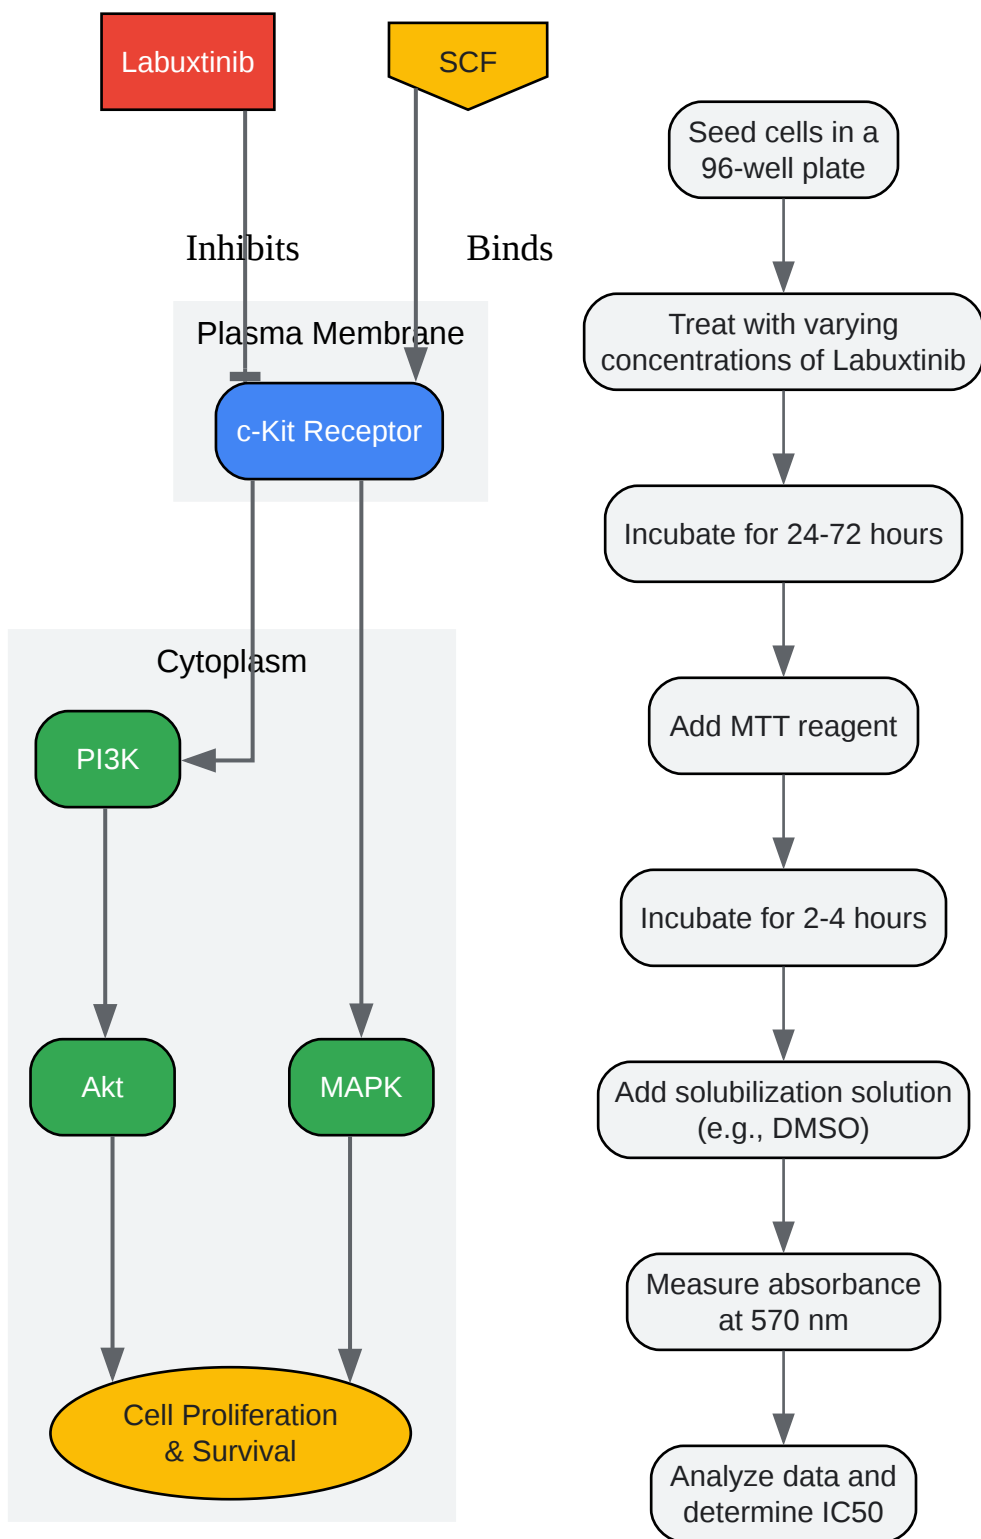 Labuxtinib
SCF
Inhibits
Binds
Plasma Membrane
c-Kit Receptor
Cytoplasm
PI3K
Akt
MAPK
Cell Proliferation
& Survival
Seed cells in a
96-well plate
Treat with varying
concentrations of Labuxtinib
Incubate for 24-72 hours
Add MTT reagent
Incubate for 2-4 hours
Add solubilization solution
(e.g., DMSO)
Measure absorbance
at 570 nm
Analyze data and
determine IC50